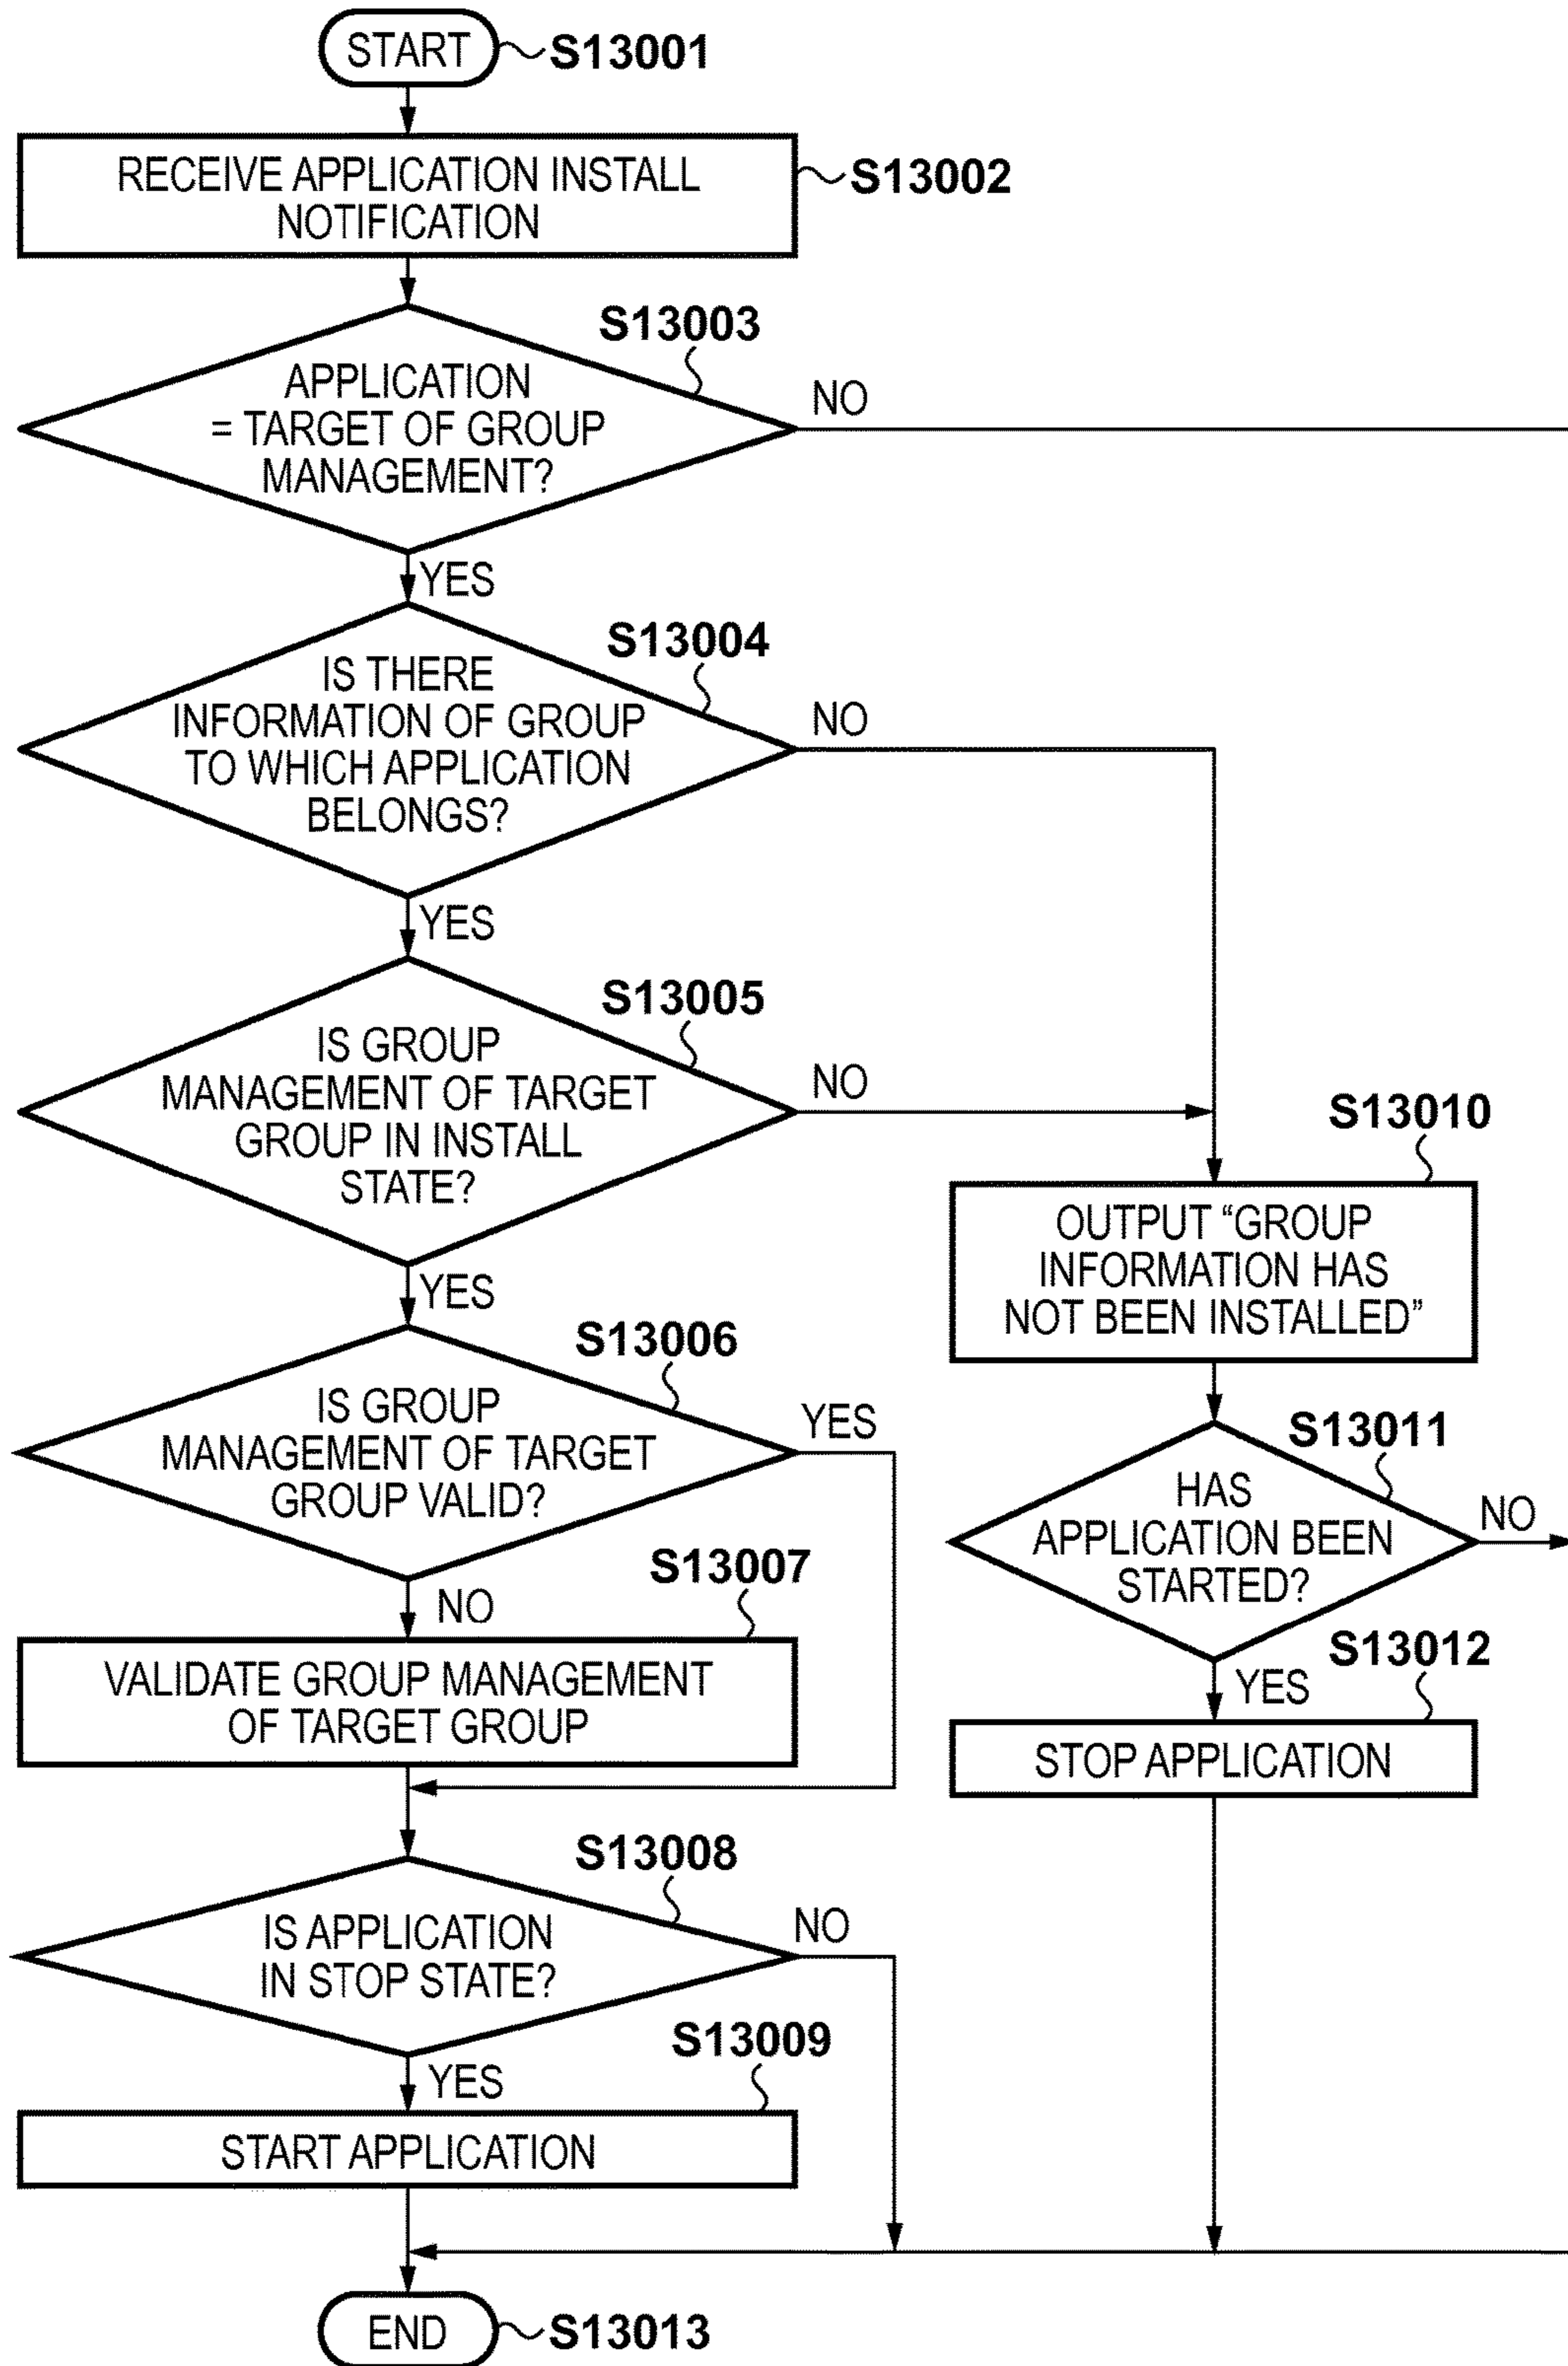 START
S13001
RECEIVE APPLICATION INSTALL
NOTIFICATION
S13002
S13003
APPLICATION
= TARGET OF GROUP
MANAGEMENT?
NO
YES
S13004
IS THERE
INFORMATION OF GROUP
TO WHICH APPLICATION
BELONGS?
NO
YES
S13005
IS GROUP
MANAGEMENT OF TARGET
GROUP IN INSTALL
STATE?
NO
YES
S13006
IS GROUP
MANAGEMENT OF TARGET
GROUP VALID?
YES
NO
S13007
VALIDATE GROUP MANAGEMENT
OF TARGET GROUP
S13008
IS APPLICATION
IN STOP STATE?
NO
YES
S13009
START APPLICATION
S13010
OUTPUT “GROUP
INFORMATION HAS
NOT BEEN INSTALLED”
S13011
HAS
APPLICATION BEEN
STARTED?
NO
YES
S13012
STOP APPLICATION
END
S13013